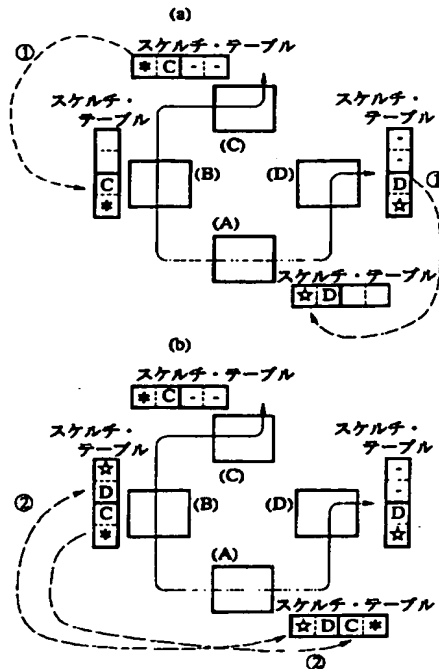 (a)
①
スケルチ・テーブル
* C - -
スケルチ・
テーブル
C
*
(B)
(C)
スケルチ・
テーブル
-
-
D
☆
①
(D)
(A)
スケルチ・テーブル
☆ D
(b)
スケルチ・テーブル
* C - -
スケルチ・
テーブル
☆
D
C
*
②
(B)
(C)
スケルチ・
テーブル
-
-
D
☆
(D)
(A)
スケルチ・テーブル
☆ D C *
②